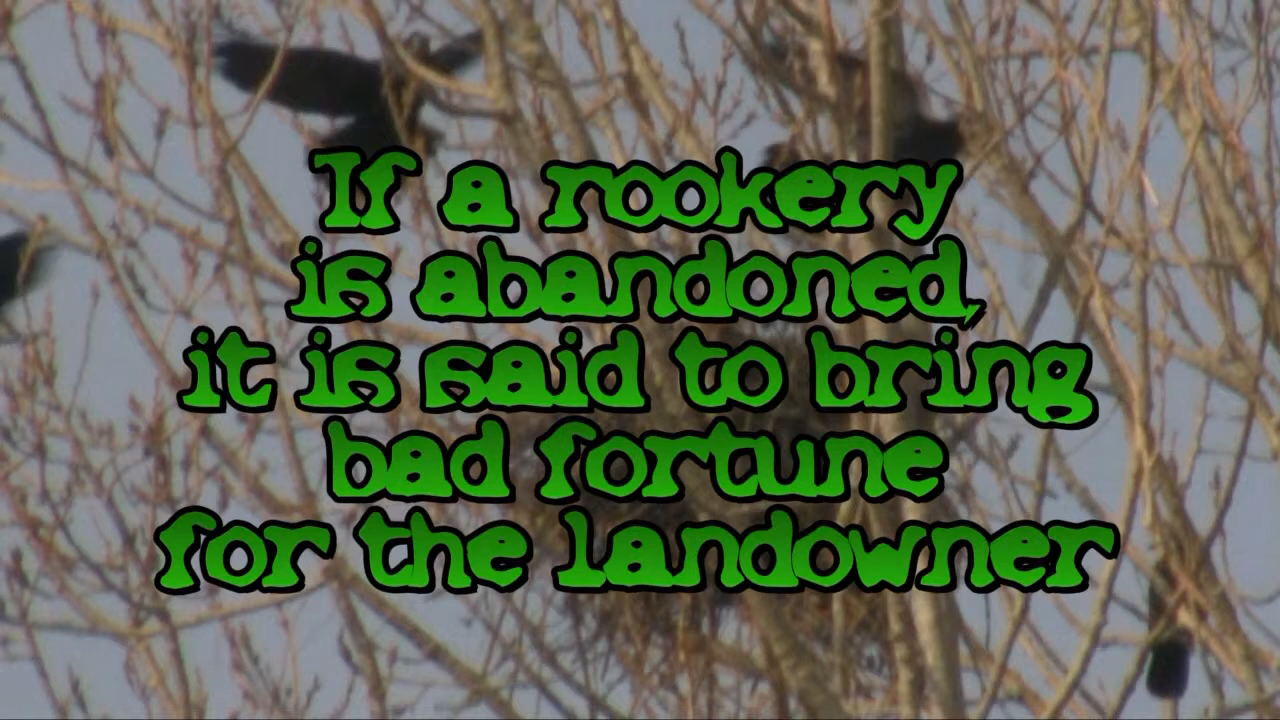 If a rookery
is abandoned,
it is said to bring
bad fortune
for the landowner